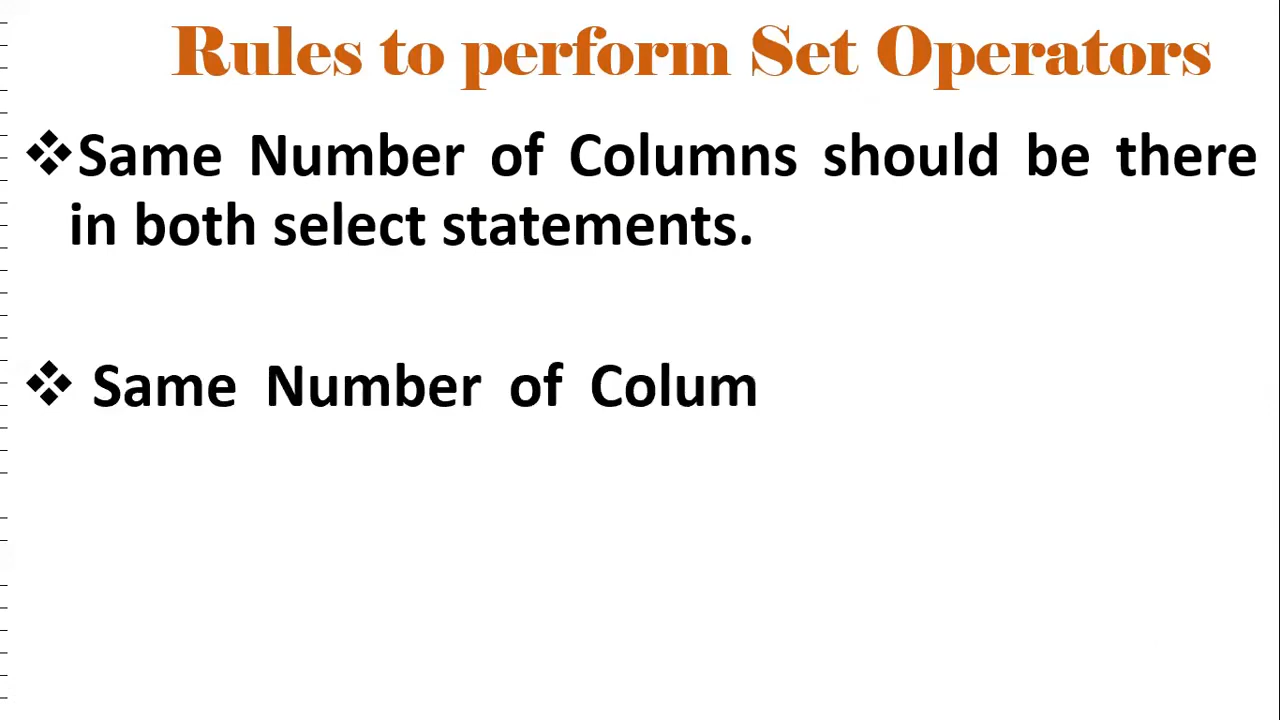 Rules to perform Set Operators
❖Same Number of Columns should be there
in both select statements.
❖ Same Number of Colum